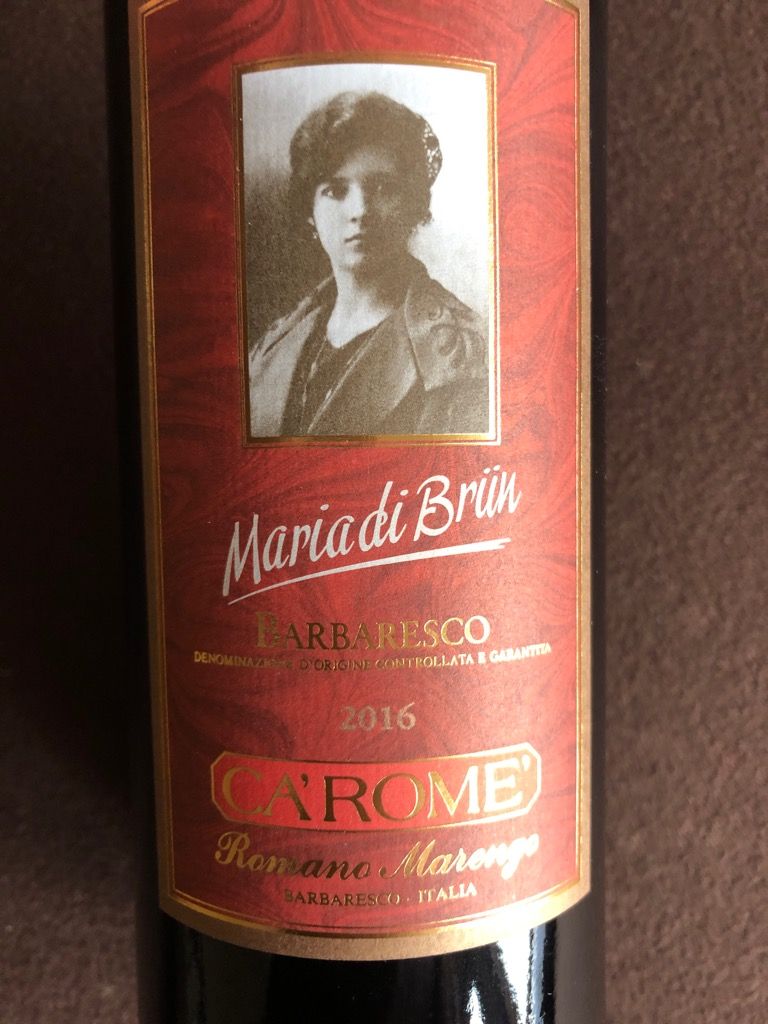 Maria di Brün
BARBARESCO
DENOMINAZIONE D'ORIGINE CONTROLLATA E GARANTITA
2016
CA'ROME'
Romano Marengo
BARBARESCO · ITALIA